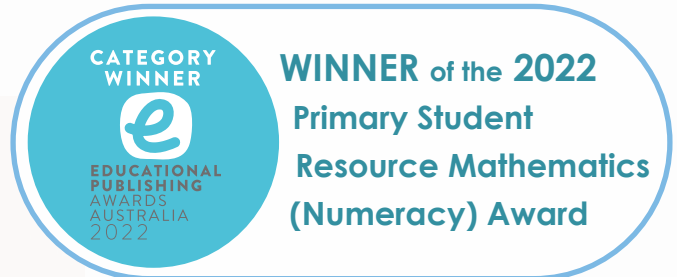 CATEGORY
WINNER
e
EDUCATIONAL
PUBLISHING
AWARDS
AUSTRALIA
2022
WINNER of the 2022
Primary Student
Resource Mathematics
(Numeracy) Award